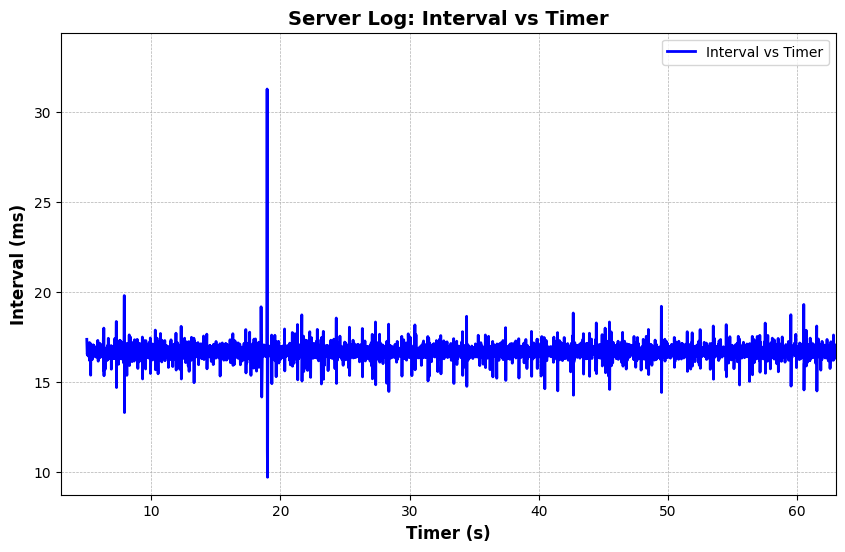 Server Log: Interval vs Timer
Interval vs Timer
30
25
20
15
10
Interval (ms)
10 20 30 40 50 60
Timer (s)